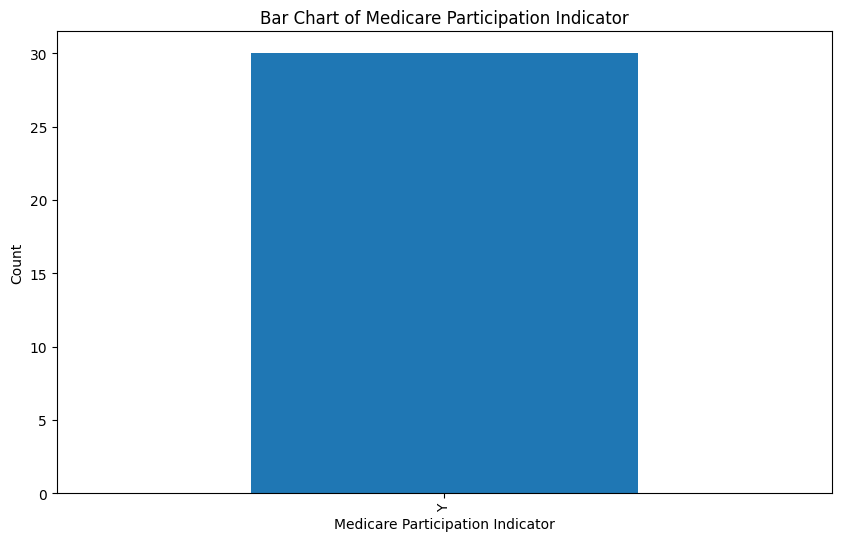 Bar Chart of Medicare Participation Indicator
30
25
20
15
10
5
0
Count
Y
Medicare Participation Indicator